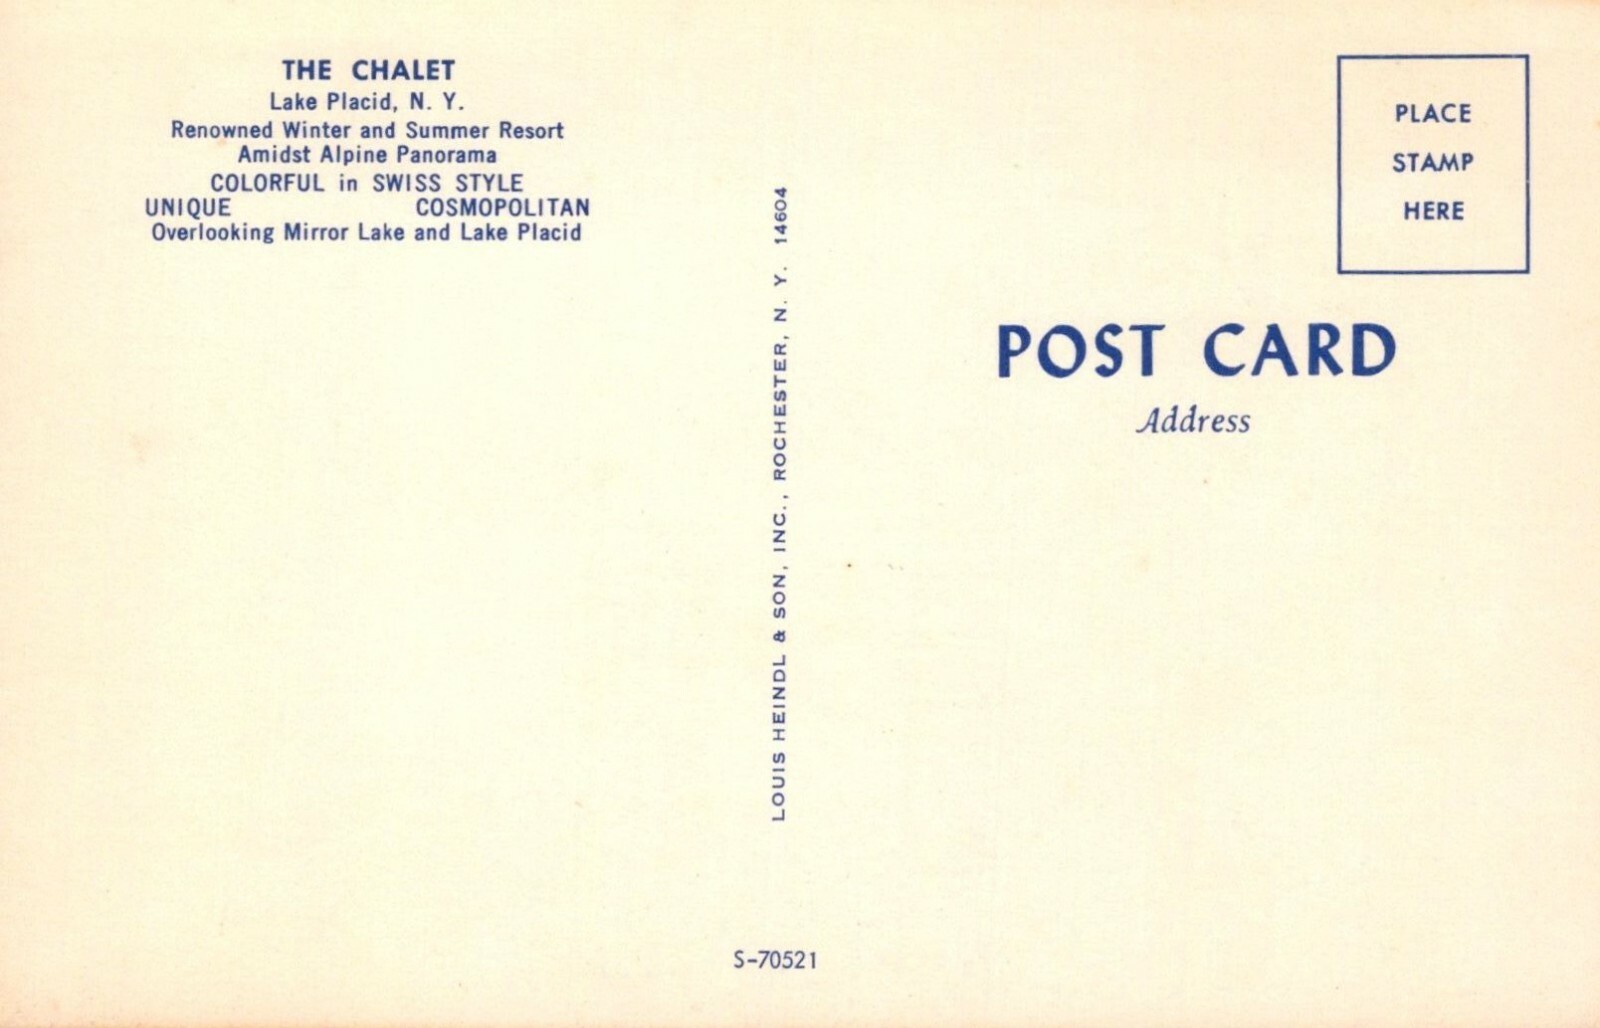 THE CHALET
Lake Placid, N. Y.
Renowned Winter and Summer Resort
Amidst Alpine Panorama
COLORFUL in SWISS STYLE
UNIQUE COSMOPOLITAN
Overlooking Mirror Lake and Lake Placid
LOUIS HEINDL & SON, INC., ROCHESTER, N. Y. 14604
S-70521
PLACE
STAMP
HERE
POST CARD
Address